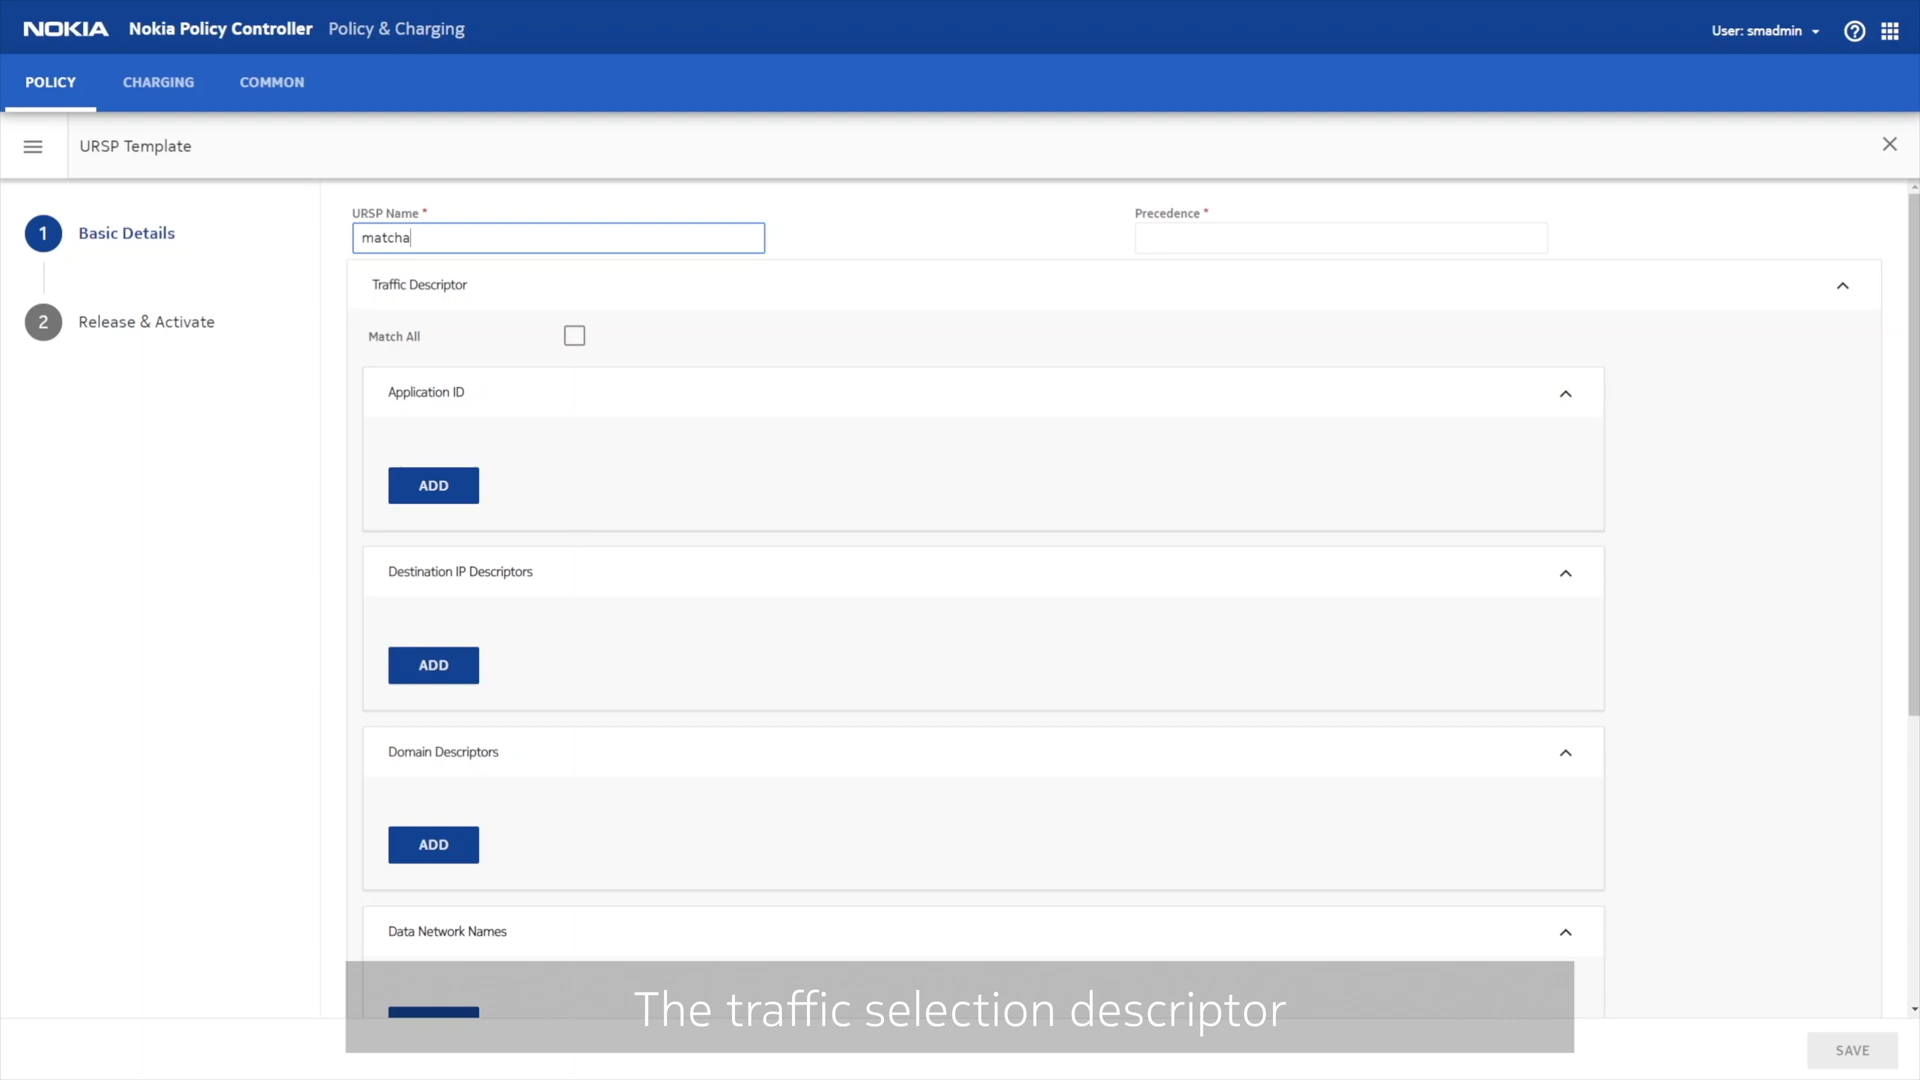 NOKIA Nokia Policy Controller Policy & Charging User: smadmin
POLICY CHARGING COMMON
URSP Template
1 Basic Details
2 Release & Activate
URSP Name * Precedence *
matcha
Traffic Descriptor
Match All
Application ID
ADD
Destination IP Descriptors
ADD
Domain Descriptors
ADD
Data Network Names
The traffic selection descriptor
SAVE